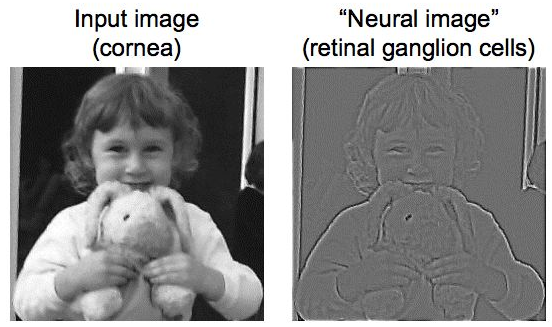 Input image
(cornea)
“Neural image”
(retinal ganglion cells)